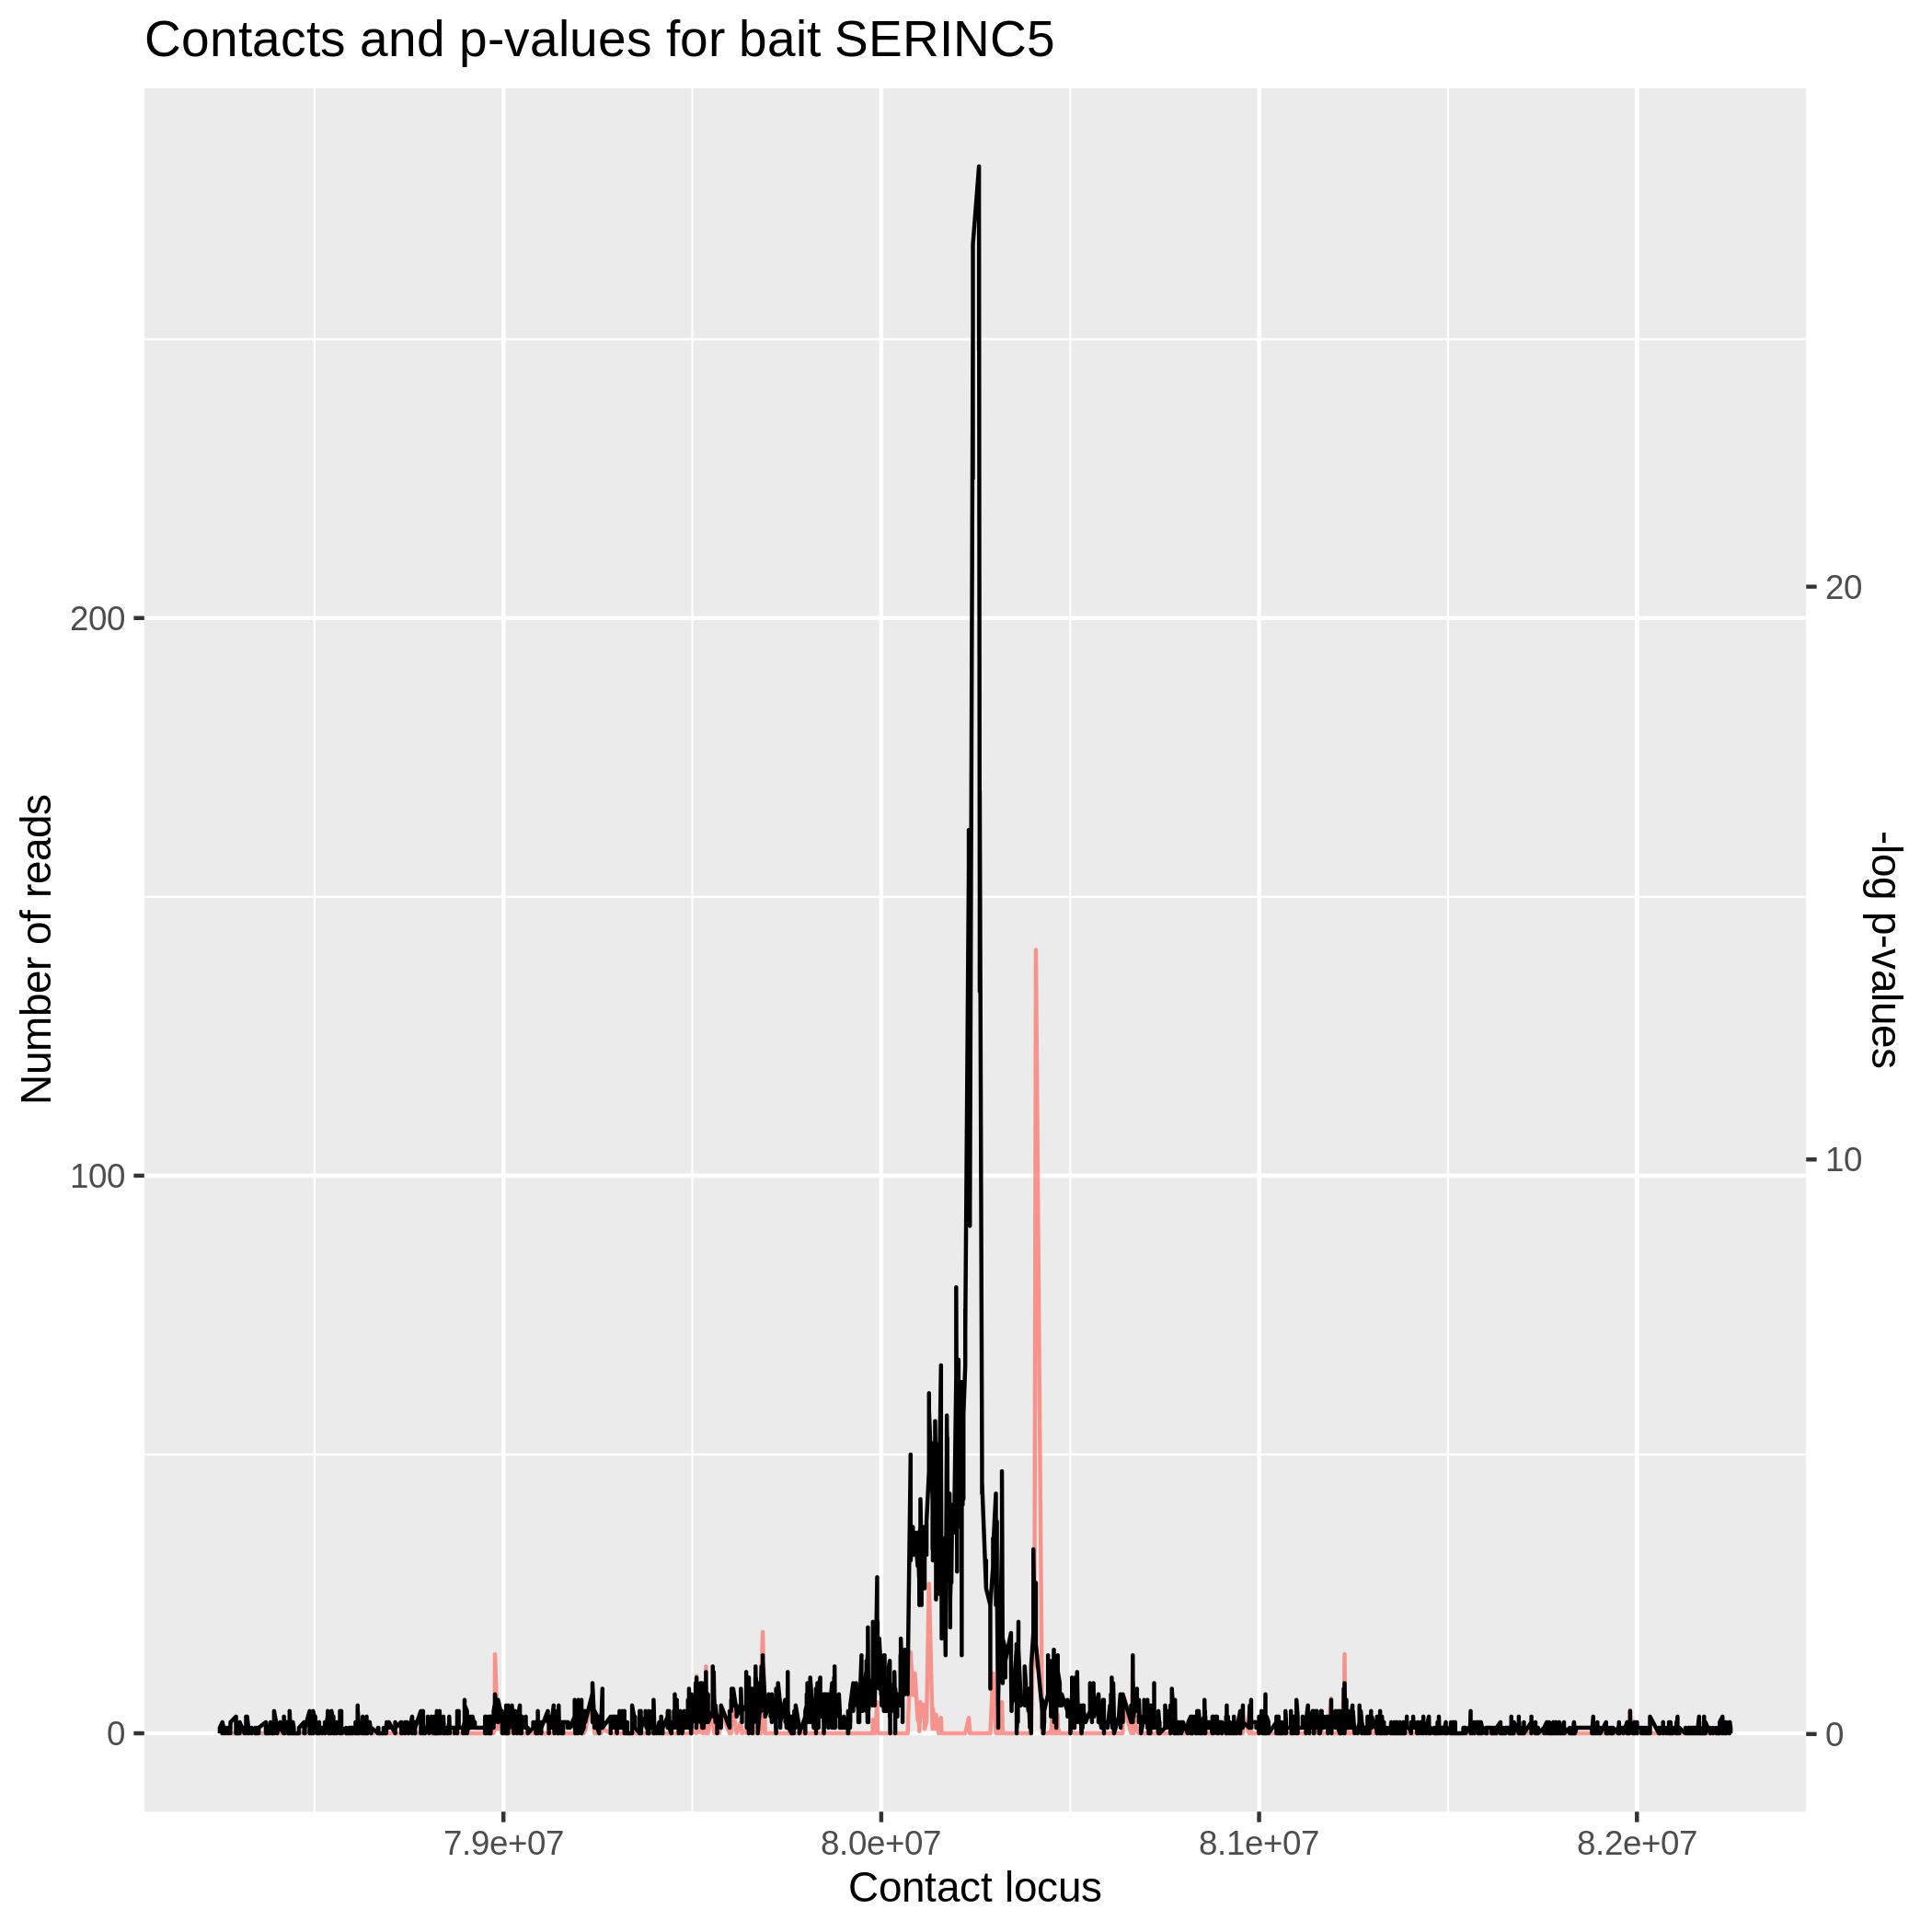 Contacts and p-values for bait SERINC5
Number of reads
200
100
0
20
10
0
-log p-values
7.9e+07 8.0e+07 8.1e+07 8.2e+07
Contact locus